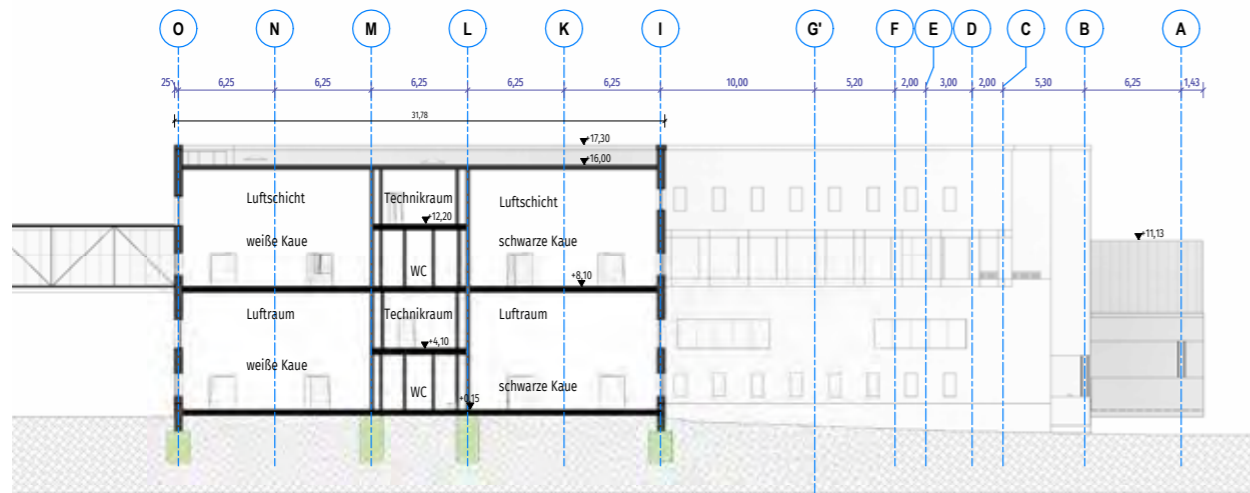 O N M L K I G' F E D C B A
25 6,25 6,25 6,25 6,25 6,25 10,00 5,20 2,00 3,00 2,00 5,30 6,25 1,43
31,78
+17,30
+16,00
Luftschicht Technikraum Luftschicht
+12,20
weiße Kaue schwarze Kaue +11,13
WC
+8,10
Luftraum Technikraum Luftraum
+4,10
weiße Kaue
WC schwarze Kaue
+0,15